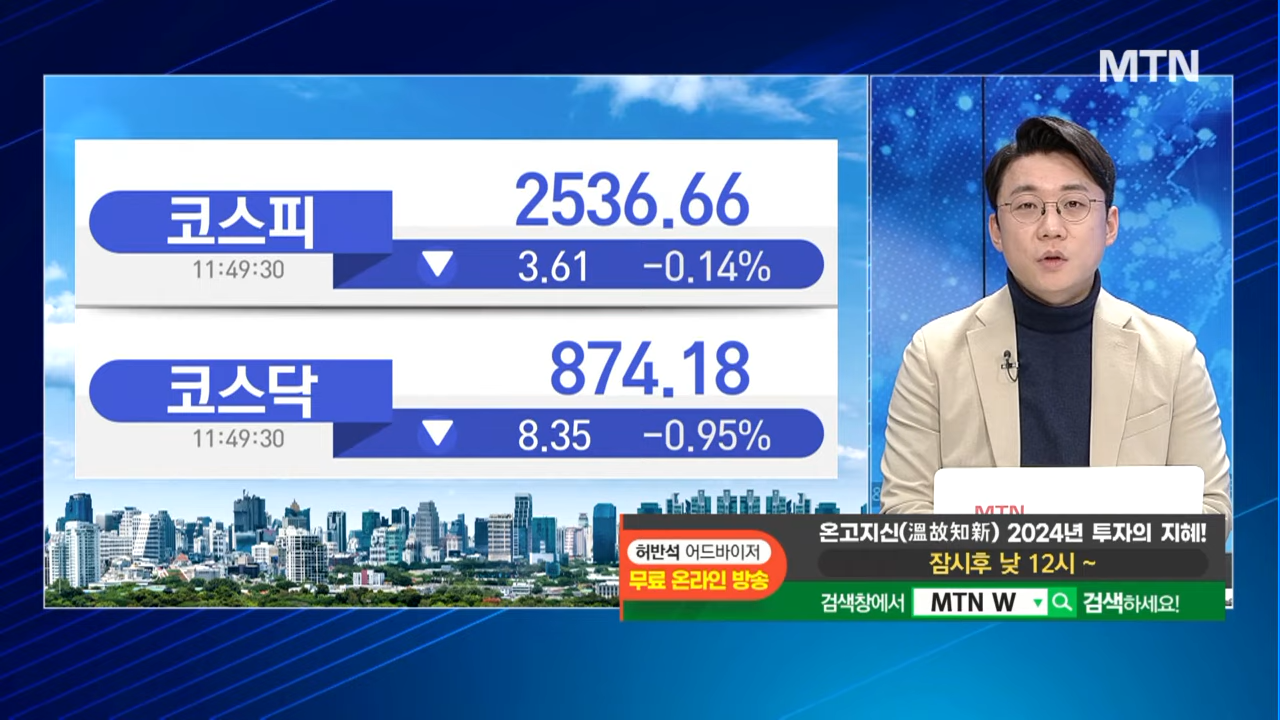 MTN
코스피
2536.66
11:49:30
▼ 3.61 -0.14%
코스닥
874.18
11:49:30
▼ 8.35 -0.95%
MTN
허반석 어드바이저
무료 온라인 방송
온고지신(溫故知新) 2024년 투자의 지혜!
잠시후 낮 12시 ~
검색창에서 MTN W 검색하세요!